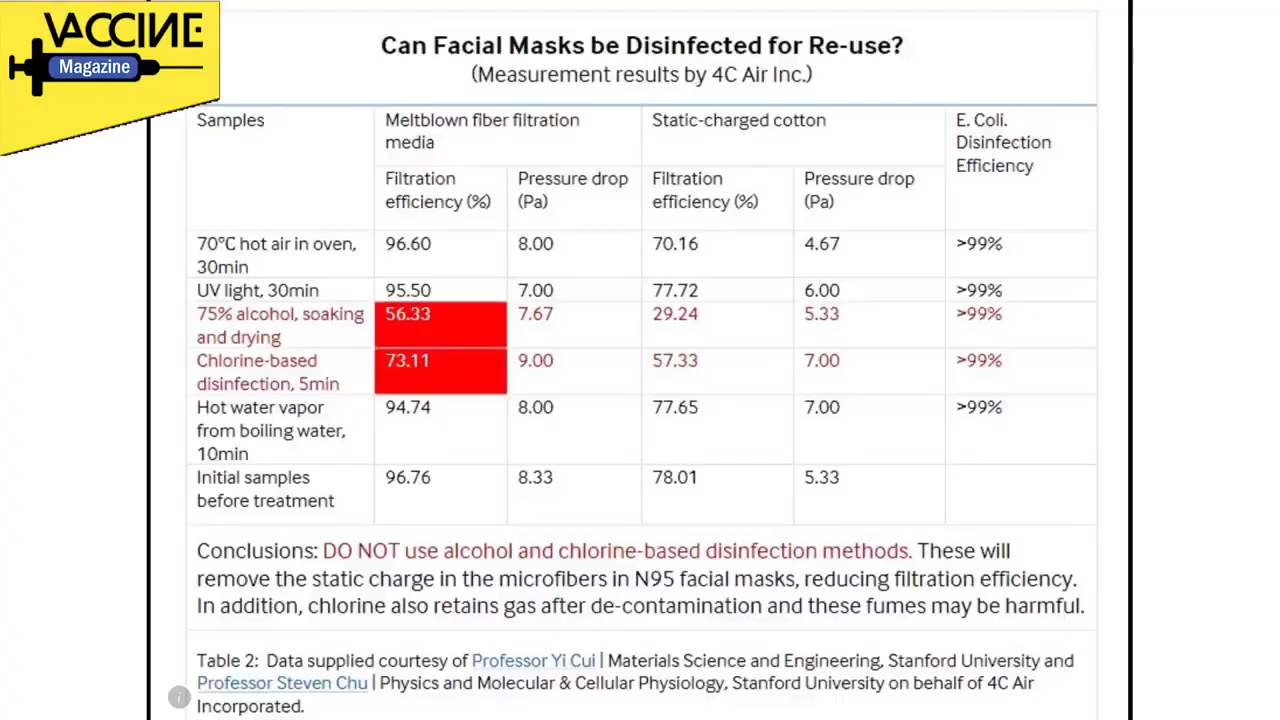 VACCINE
Magazine
Can Facial Masks be Disinfected for Re-use?
(Measurement results by 4C Air Inc.)
Samples
Meltblown fiber filtration
media
Static-charged cotton
E. Coli.
Disinfection
Efficiency
Filtration
efficiency (%)
Pressure drop
(Pa)
Filtration
efficiency (%)
Pressure drop
(Pa)
70°C hot air in oven,
30min
96.60
8.00
70.16
4.67
>99%
UV light, 30min
95.50
7.00
77.72
6.00
>99%
75% alcohol, soaking
and drying
56.33
7.67
29.24
5.33
>99%
Chlorine-based
disinfection, 5min
73.11
9.00
57.33
7.00
>99%
Hot water vapor
from boiling water,
10min
94.74
8.00
77.65
7.00
>99%
Initial samples
before treatment
96.76
8.33
78.01
5.33
Conclusions: DO NOT use alcohol and chlorine-based disinfection methods. These will
remove the static charge in the microfibers in N95 facial masks, reducing filtration efficiency.
In addition, chlorine also retains gas after de-contamination and these fumes may be harmful.
Table 2: Data supplied courtesy of Professor Yi Cui | Materials Science and Engineering, Stanford University and
Professor Steven Chu | Physics and Molecular & Cellular Physiology, Stanford University on behalf of 4C Air
Incorporated.
i